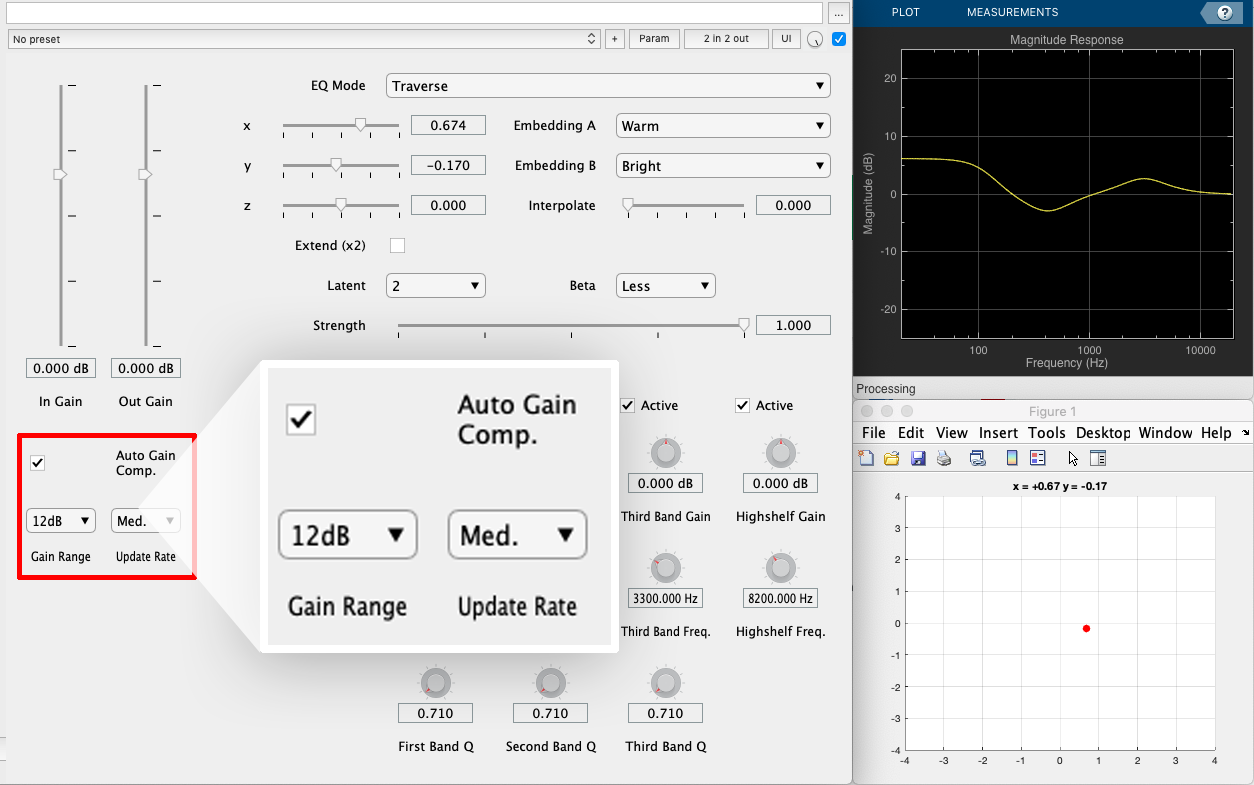 ...
No preset
+
Param
2 in 2 out
UI
EQ Mode
Traverse
x
0.674
Embedding A
Warm
y
−0.170
Embedding B
Bright
z
0.000
Interpolate
0.000
Extend (x2)
Latent
2
Beta
Less
Strength
1.000
0.000 dB
0.000 dB
In Gain
Out Gain
Auto Gain
Comp.
12dB
Med.
Gain Range
Update Rate
Auto Gain
Comp.
12dB
Med.
Gain Range
Update Rate
Active
Active
0.000 dB
0.000 dB
Third Band Gain
Highshelf Gain
3300.000 Hz
8200.000 Hz
Third Band Freq.
Highshelf Freq.
0.710
0.710
0.710
First Band Q
Second Band Q
Third Band Q
PLOT
MEASUREMENTS
?
Magnitude Response
Magnitude (dB)
20
10
0
-10
-20
100
1000
10000
Frequency (Hz)
Processing
Figure 1
File Edit View Insert Tools Desktop Window Help
x = +0.67 y = -0.17
4
3
2
1
0
-1
-2
-3
-4
-4 -3 -2 -1 0 1 2 3 4